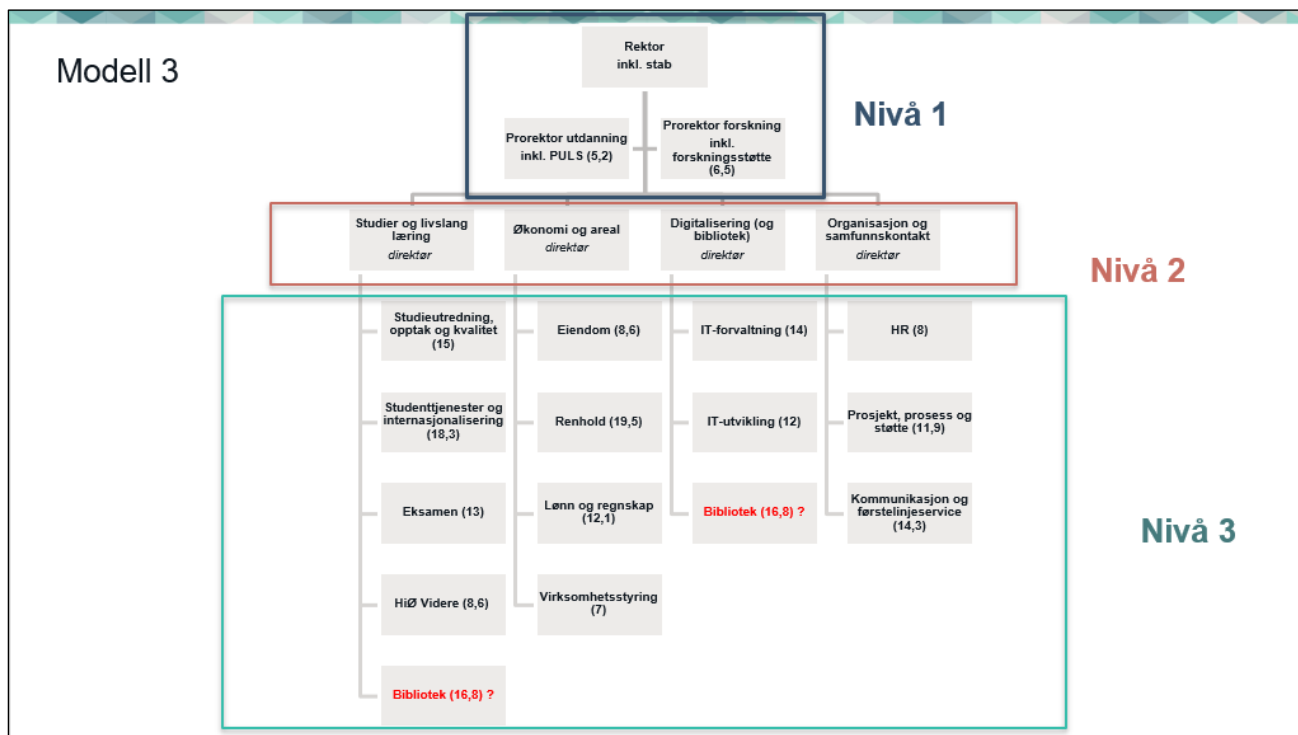 Modell 3
Rektor
inkl. stab
Nivå 1
Prorektor utdanning
inkl. PULS (5,2)
Prorektor forskning
inkl.
forskningsstøtte
(6,5)
Studier og livslang
læring
direktør
Økonomi og areal
direktør
Digitalisering (og
bibliotek)
direktør
Organisasjon og
samfunnskontakt
direktør
Nivå 2
Studieutredning,
opptak og kvalitet
(15)
Eiendom (8,6)
IT-forvaltning (14)
HR (8)
Studenttjenester og
internasjonalisering
(18,3)
Renhold (19,5)
IT-utvikling (12)
Prosjekt, prosess og
støtte (11,9)
Eksamen (13)
Lønn og regnskap
(12,1)
Bibliotek (16,8) ?
Kommunikasjon og
førstelinjeservice
(14,3)
Nivå 3
HiØ Videre (8,6)
Virksomhetsstyring
(7)
Bibliotek (16,8) ?